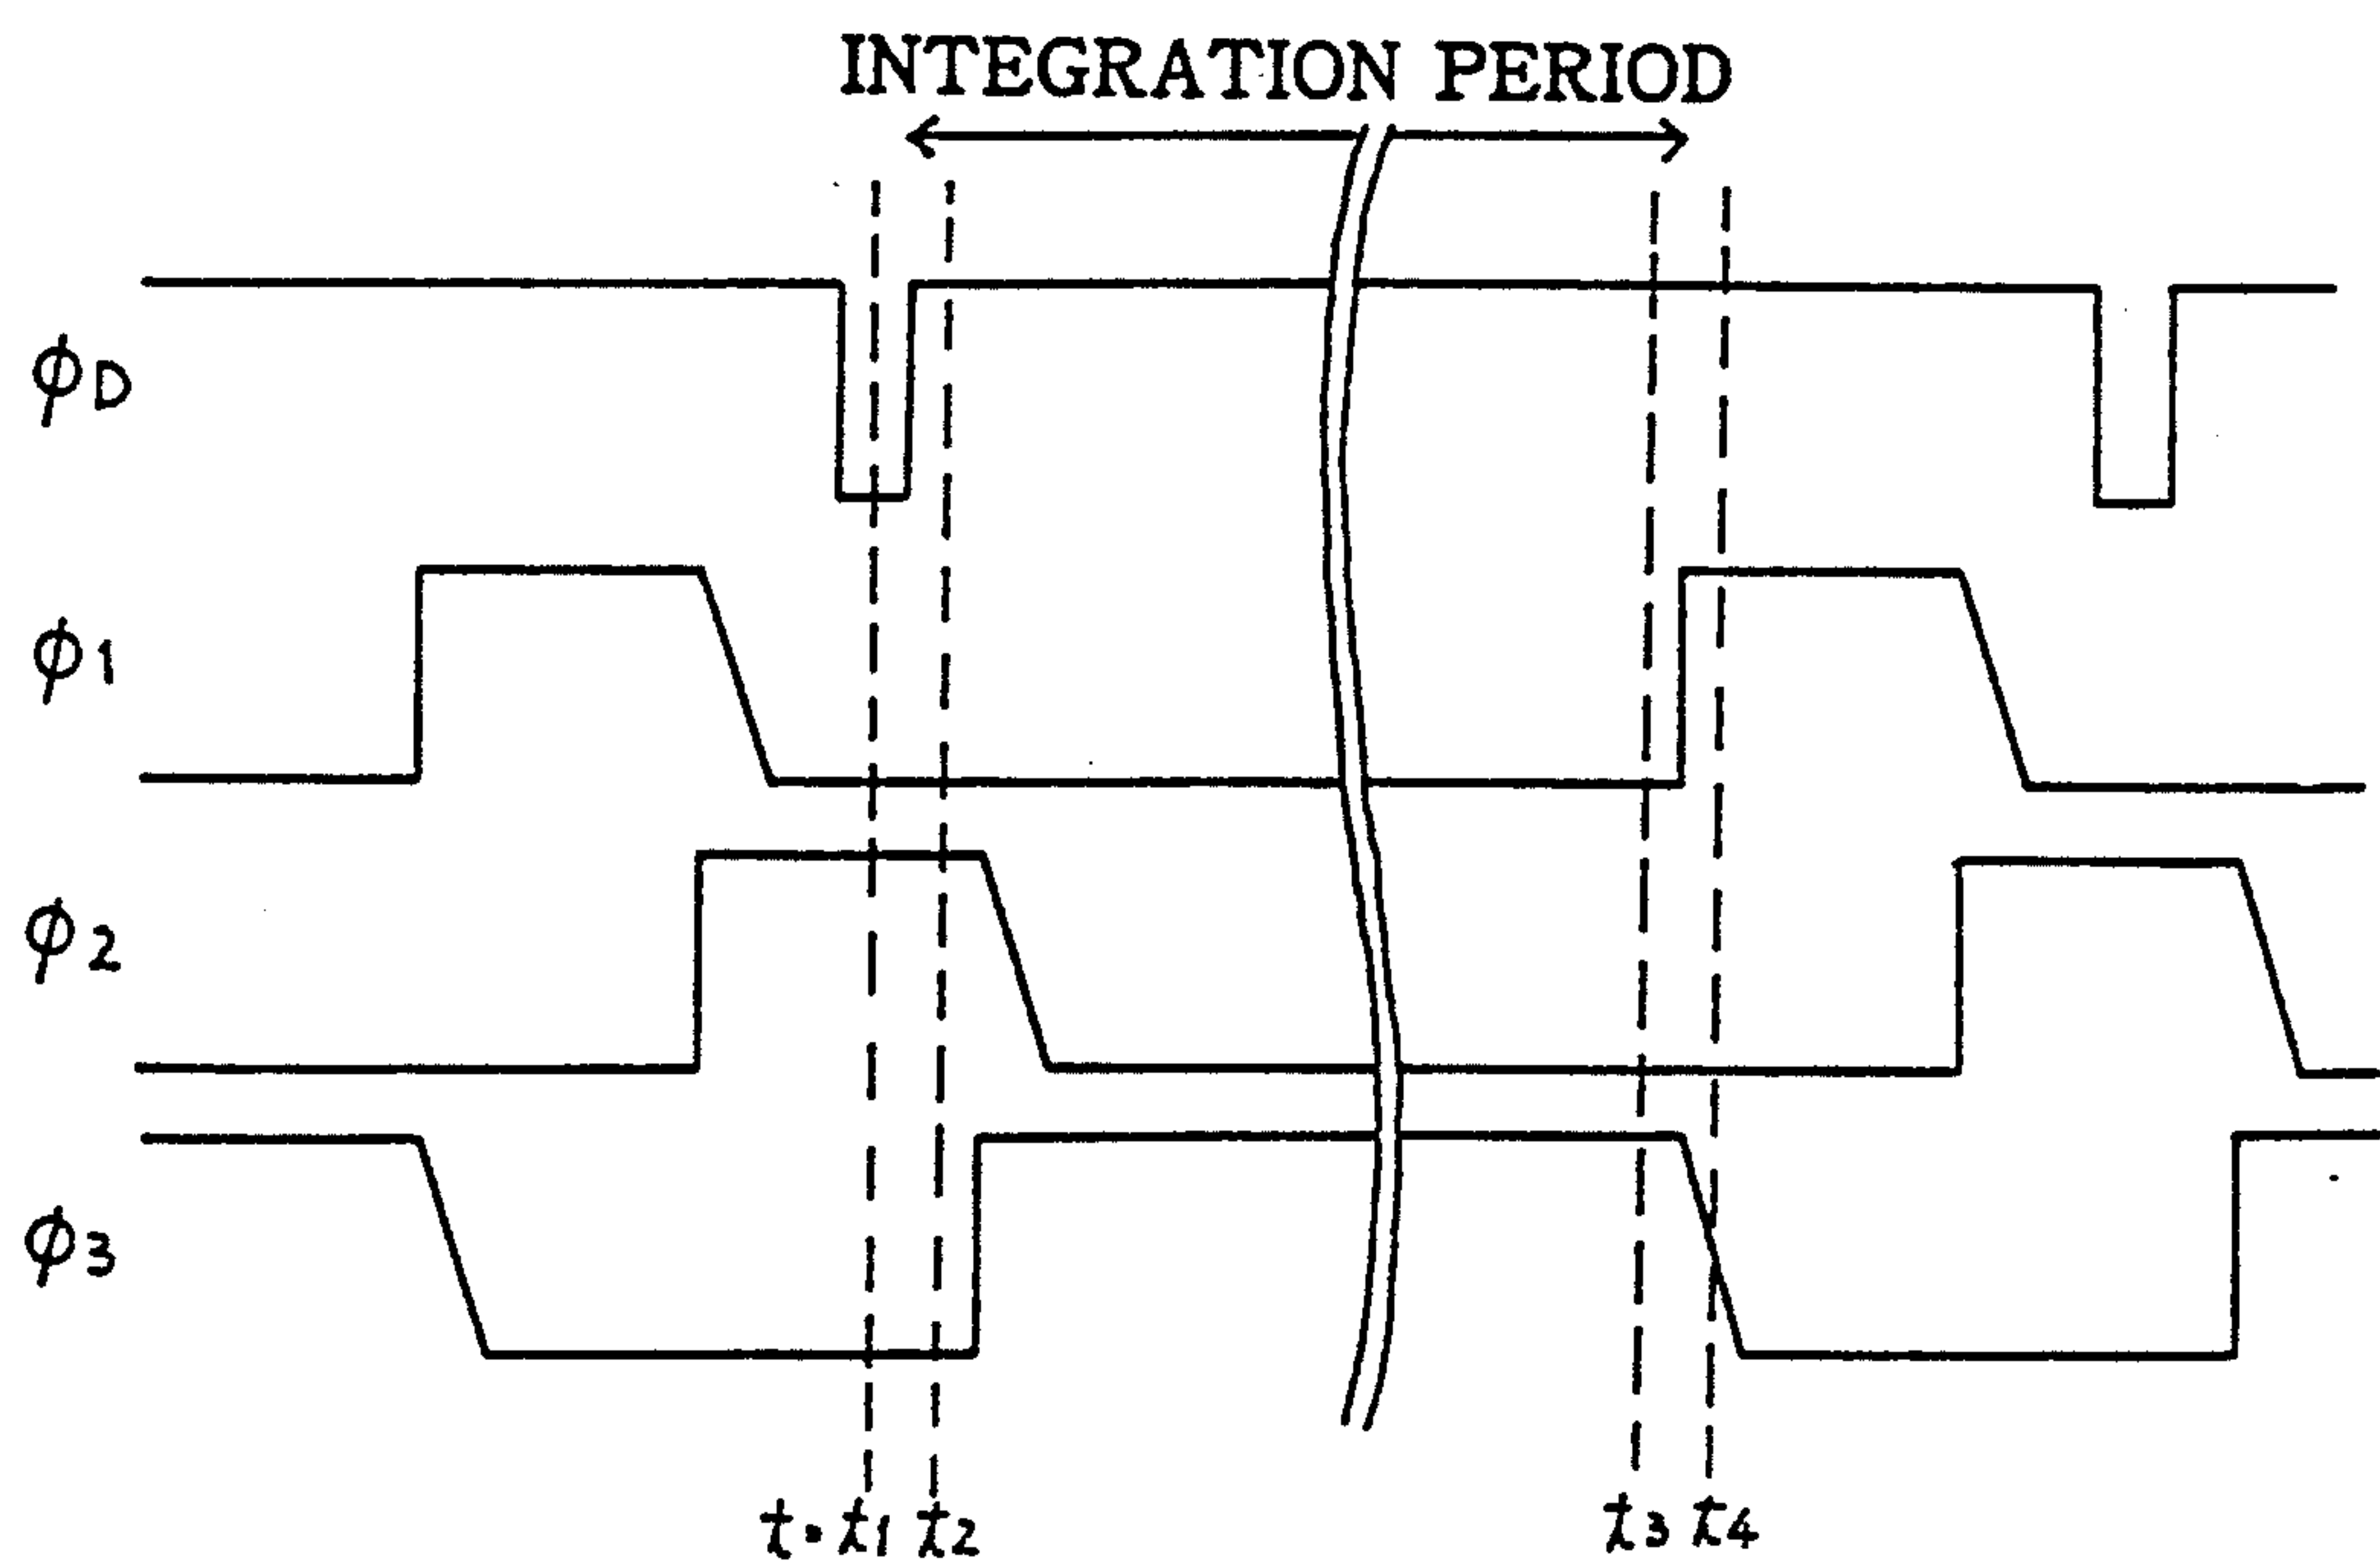 INTEGRATION PERIOD
ϕD
ϕ1
ϕ2
ϕ3
t=t1 t2 t3 t4